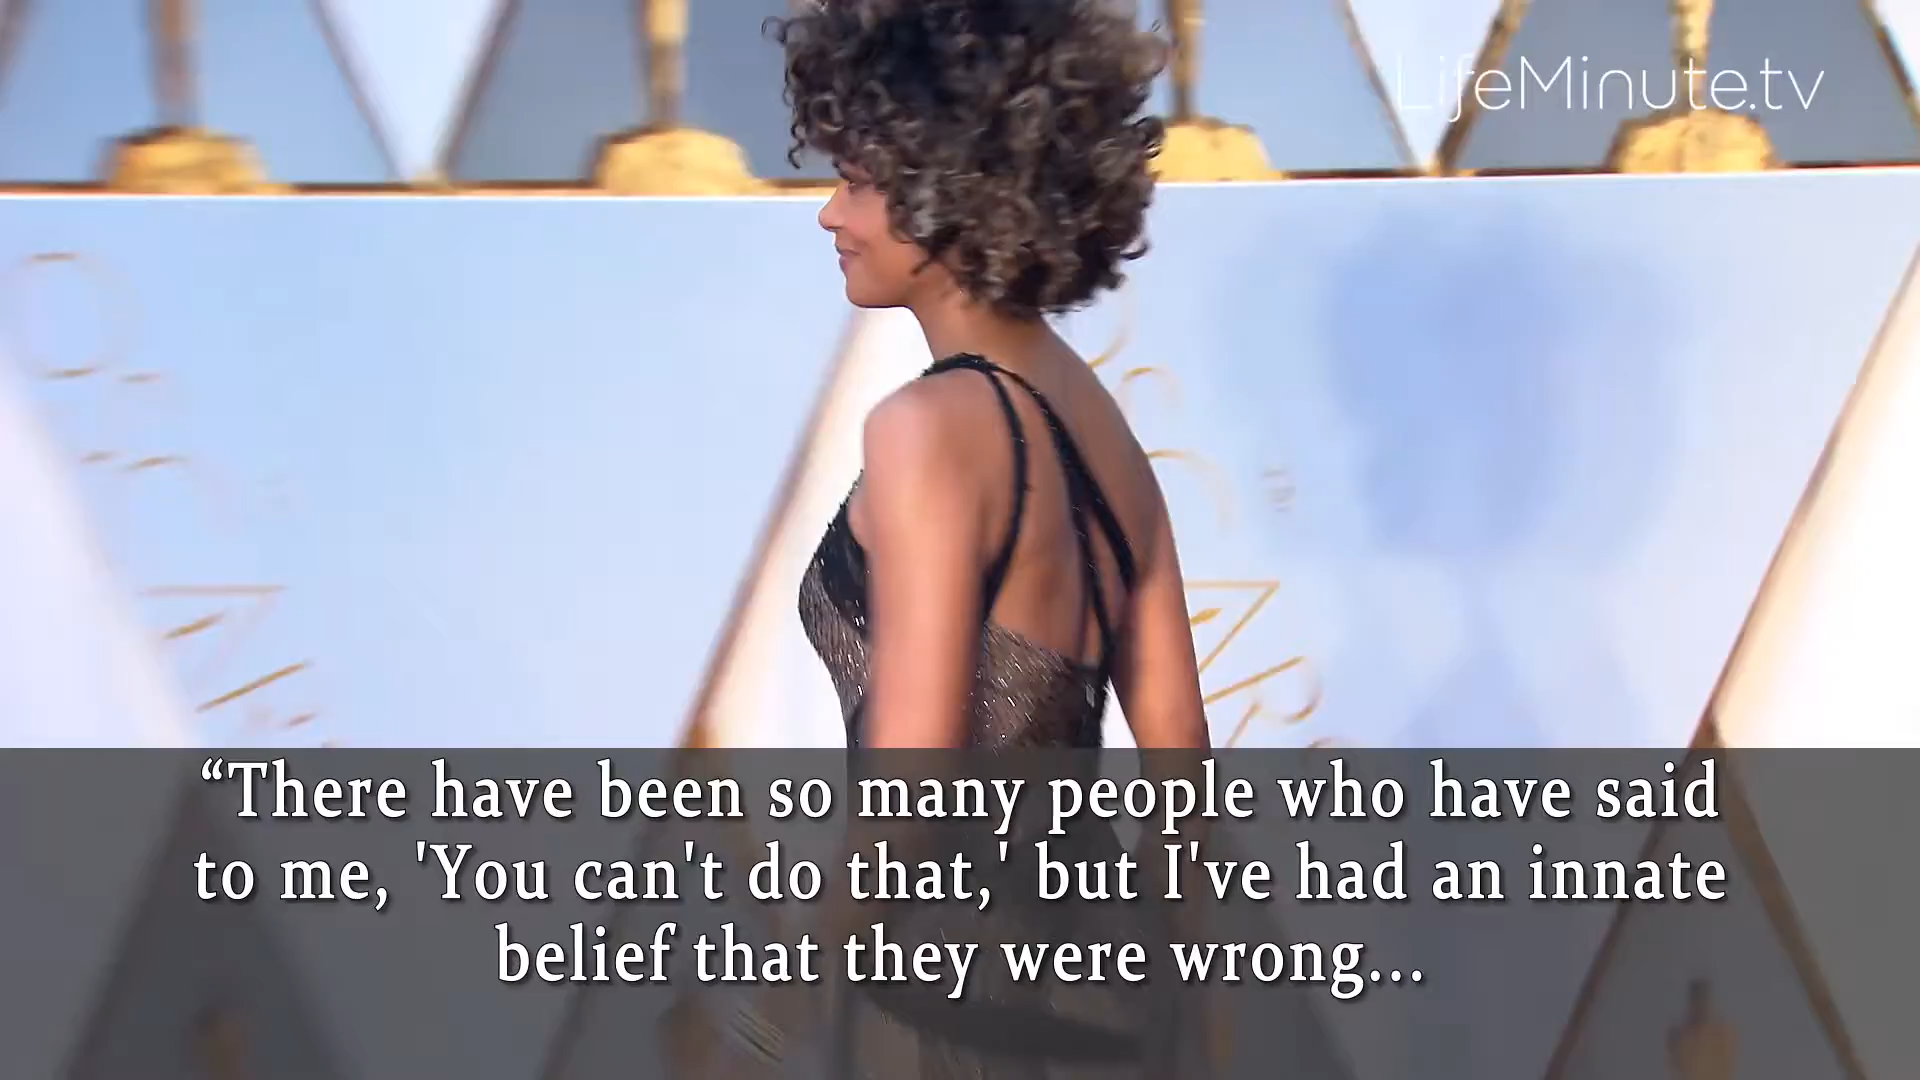 LifeMinute.tv
“There have been so many people who have said
to me, 'You can't do that,' but I've had an innate
belief that they were wrong...